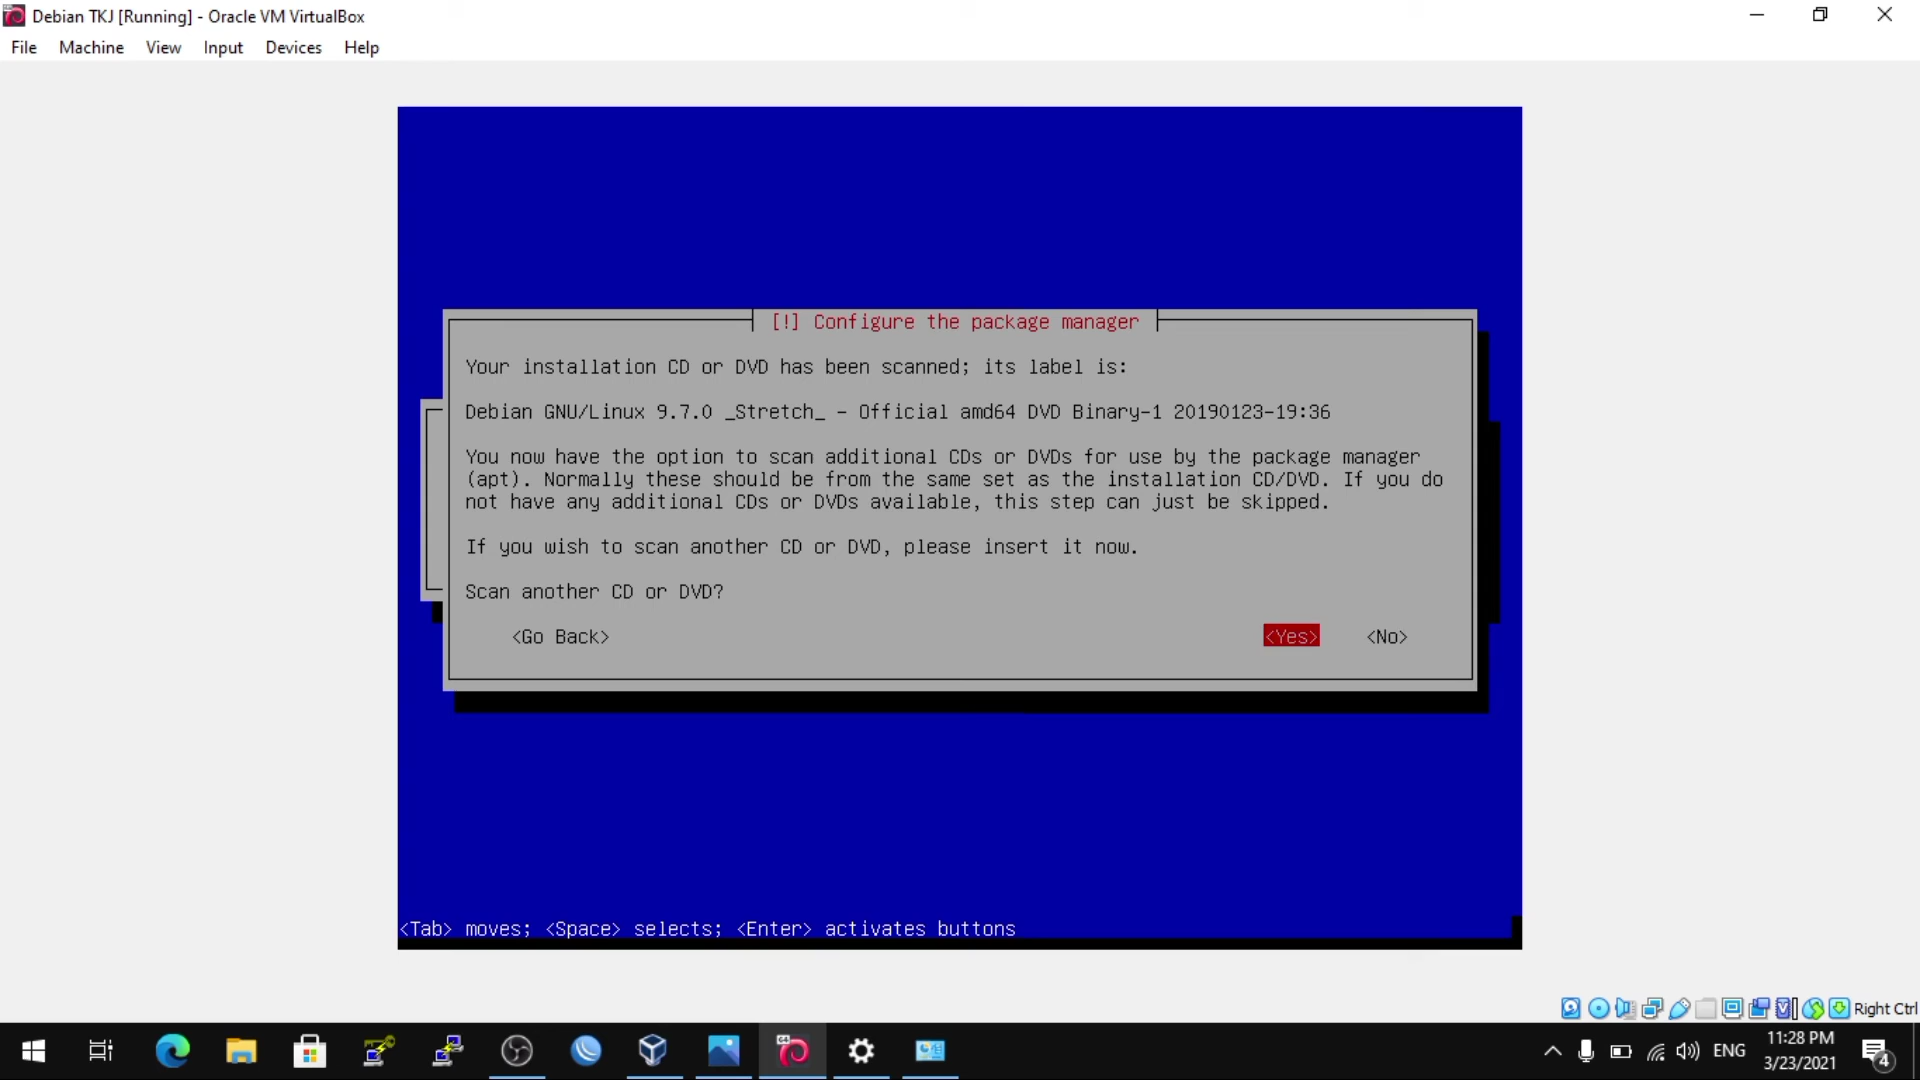 Debian TKJ [Running] - Oracle VM VirtualBox
File Machine View Input Devices Help
[!] Configure the package manager
Your installation CD or DVD has been scanned; its label is:
Debian GNU/Linux 9.7.0 _Stretch_ - Official amd64 DVD Binary-1 20190123-19:36
You now have the option to scan additional CDs or DVDs for use by the package manager
(apt). Normally these should be from the same set as the installation CD/DVD. If you do
not have any additional CDs or DVDs available, this step can just be skipped.
If you wish to scan another CD or DVD, please insert it now.
Scan another CD or DVD?
<Go Back> <Yes> <No>
<Tab> moves; <Space> selects; <Enter> activates buttons
Right Ctrl
64
ENG
11:28 PM
3/23/2021
4